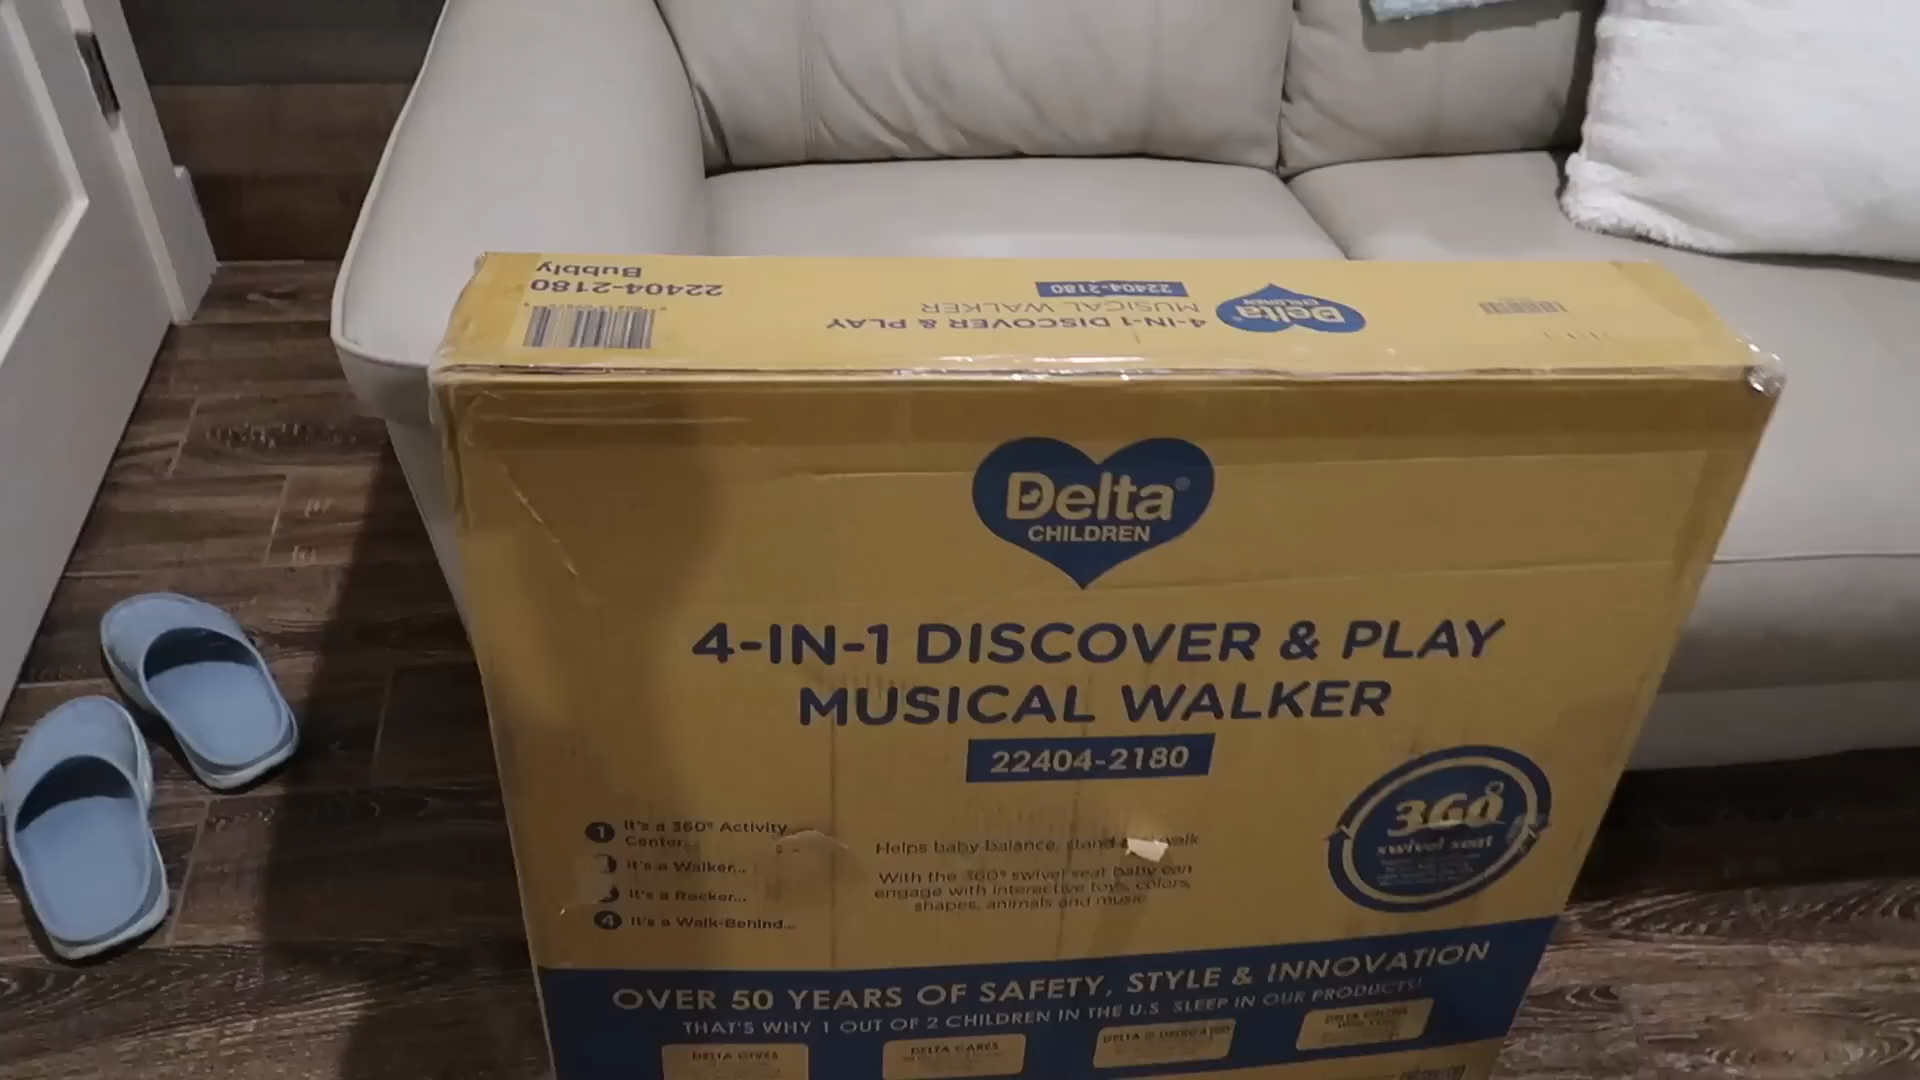 22404-2180
Bubbly
4-IN-1 DISCOVER & PLAY
MUSICAL WALKER
22404-2180
Delta®
CHILDREN
Delta®
CHILDREN
4-IN-1 DISCOVER & PLAY
MUSICAL WALKER
22404-2180
1 It's a 360° Activity
Center...
It's a Walker...
It's a Rocker...
4 It's a Walk-Behind...
Helps baby balance, stand walk
With the 360° swivel seat baby can
engage with interactive toys, colors,
shapes, animals and music
360°
swivel seat
OVER 50 YEARS OF SAFETY, STYLE & INNOVATION
THAT'S WHY 1 OUT OF 2 CHILDREN IN THE U.S SLEEP IN OUR PRODUCTS!
DELTA GIVES
DELTA CARES
DELTA IS DEDICATED